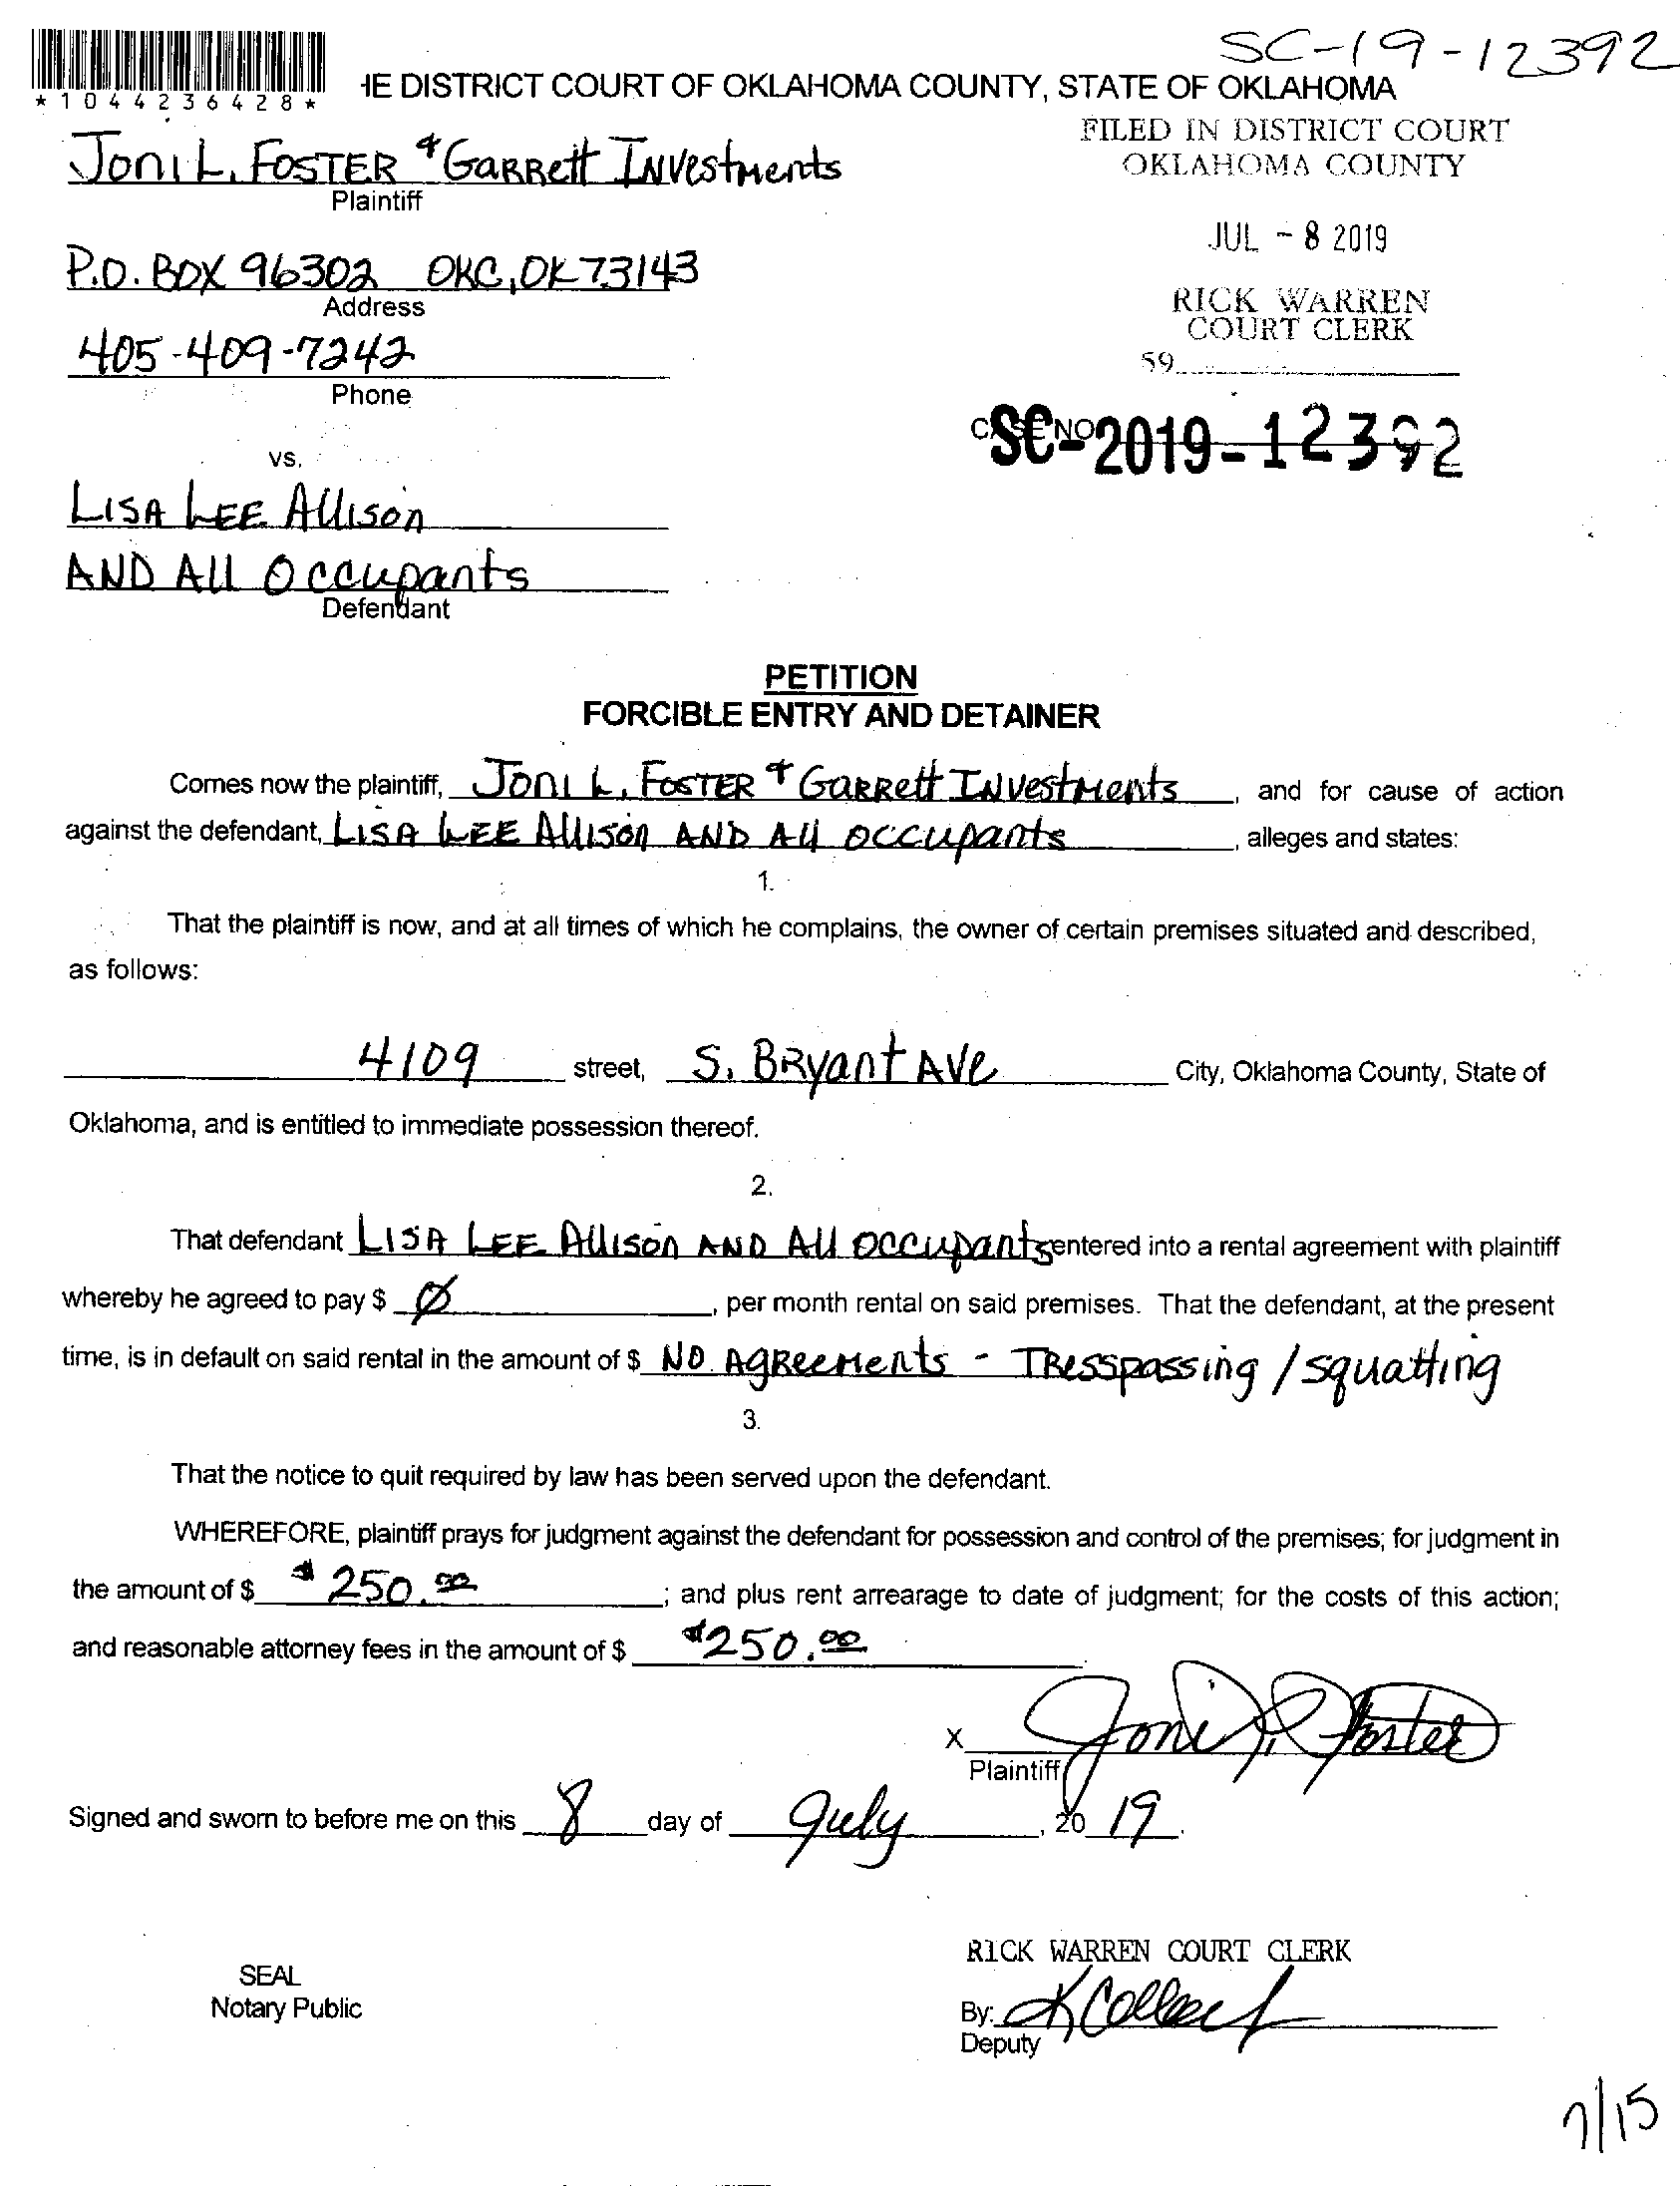 SC-19-12392
*1044236428*
HE DISTRICT COURT OF OKLAHOMA COUNTY, STATE OF OKLAHOMA
FILED IN DISTRICT COURT
OKLAHOMA COUNTY
Joni L. Foster & Garrett Investments
Plaintiff
JUL - 8 2019
P.O. Box 96302 OKC, OK 73143
Address
RICK WARREN
COURT CLERK
405-409-7242
59
Phone
CASE NO
SC-2019-12392
vs.
Lisa Lee Allison
AND All Occupants
Defendant
PETITION
FORCIBLE ENTRY AND DETAINER
Comes now the plaintiff, Joni L. Foster & Garrett Investments, and for cause of action
against the defendant, Lisa Lee Allison AND All occupants, alleges and states:
1.
That the plaintiff is now, and at all times of which he complains, the owner of certain premises situated and described,
as follows:
4109 street, S. Bryant Ave City, Oklahoma County, State of
Oklahoma, and is entitled to immediate possession thereof.
2.
That defendant Lisa Lee Allison AND All occupants entered into a rental agreement with plaintiff
whereby he agreed to pay $ Ø, per month rental on said premises. That the defendant, at the present
time, is in default on said rental in the amount of $ NO Agreements - Tresspassing / squatting
3.
That the notice to quit required by law has been served upon the defendant.
WHEREFORE, plaintiff prays for judgment against the defendant for possession and control of the premises; for judgment in
the amount of $ $250.00; and plus rent arrearage to date of judgment; for the costs of this action;
and reasonable attorney fees in the amount of $ $250.00.
X Joni L. Foster
Plaintiff
Signed and sworn to before me on this 8 day of July, 20 19.
RICK WARREN COURT CLERK
SEAL
Notary Public
By:
Deputy
7/15